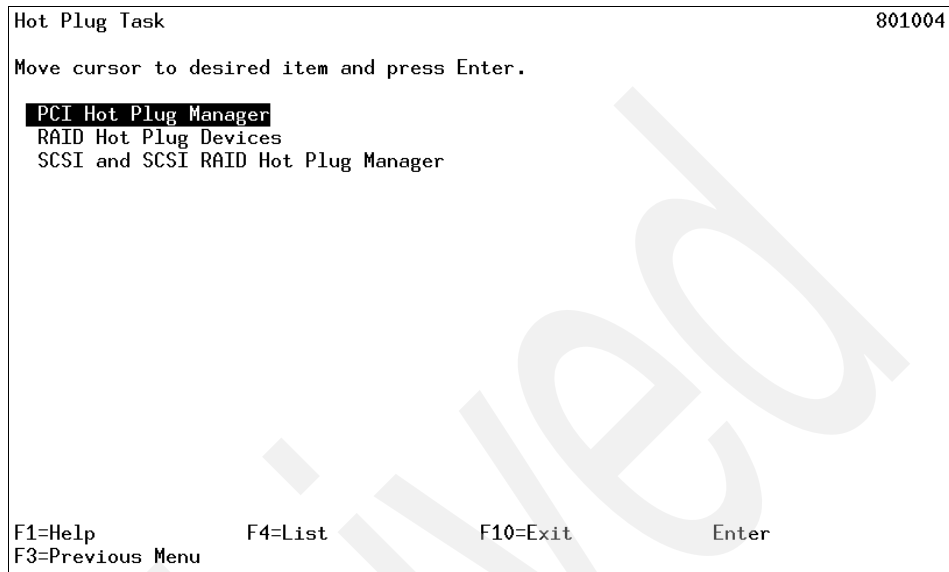 Hot Plug Task 801004
Move cursor to desired item and press Enter.
PCI Hot Plug Manager
RAID Hot Plug Devices
SCSI and SCSI RAID Hot Plug Manager
F1=Help F4=List F10=Exit Enter
F3=Previous Menu